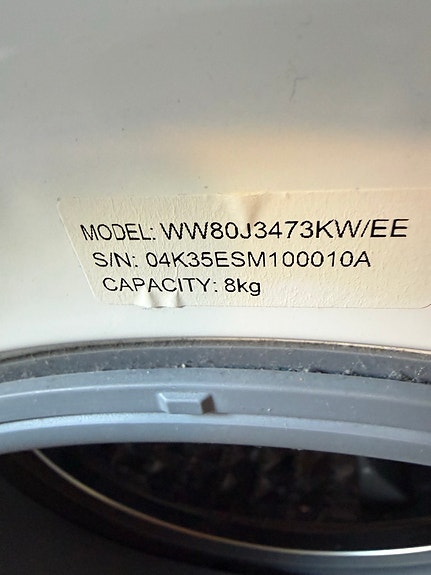 MODEL: WW80J3473KW/EE
S/N: 04K35ESM100010A
CAPACITY: 8kg